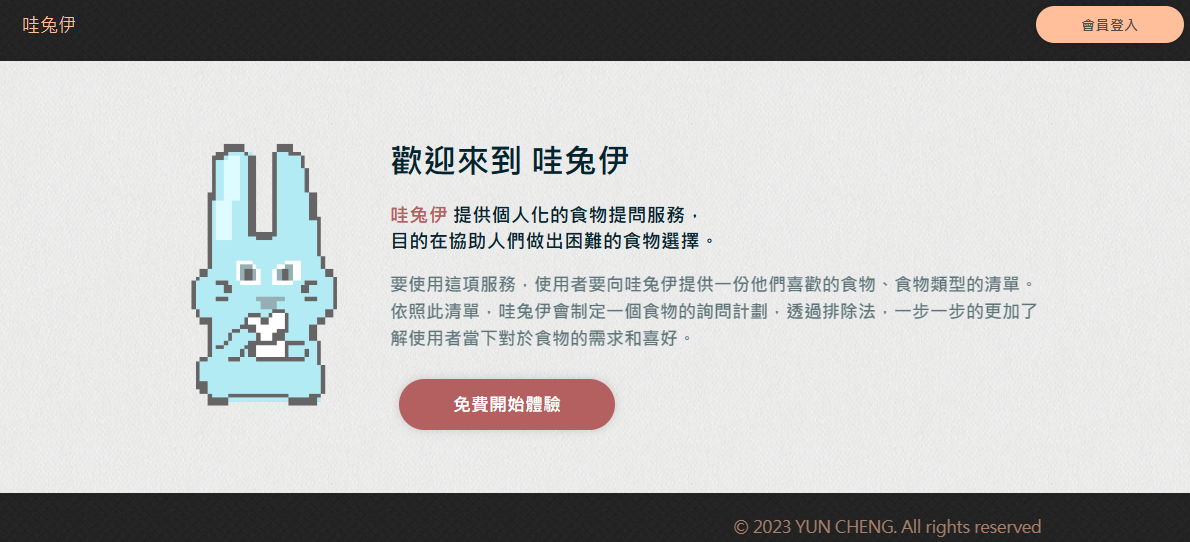 哇兔伊
會員登入
歡迎來到 哇兔伊
哇兔伊 提供個人化的食物提問服務，
目的在協助人們做出困難的食物選擇。
要使用這項服務，使用者要向哇兔伊提供一份他們喜歡的食物、食物類型的清單。
依照此清單，哇兔伊會制定一個食物的詢問計劃，透過排除法，一步一步的更加了
解使用者當下對於食物的需求和喜好。
免費開始體驗
© 2023 YUN CHENG. All rights reserved